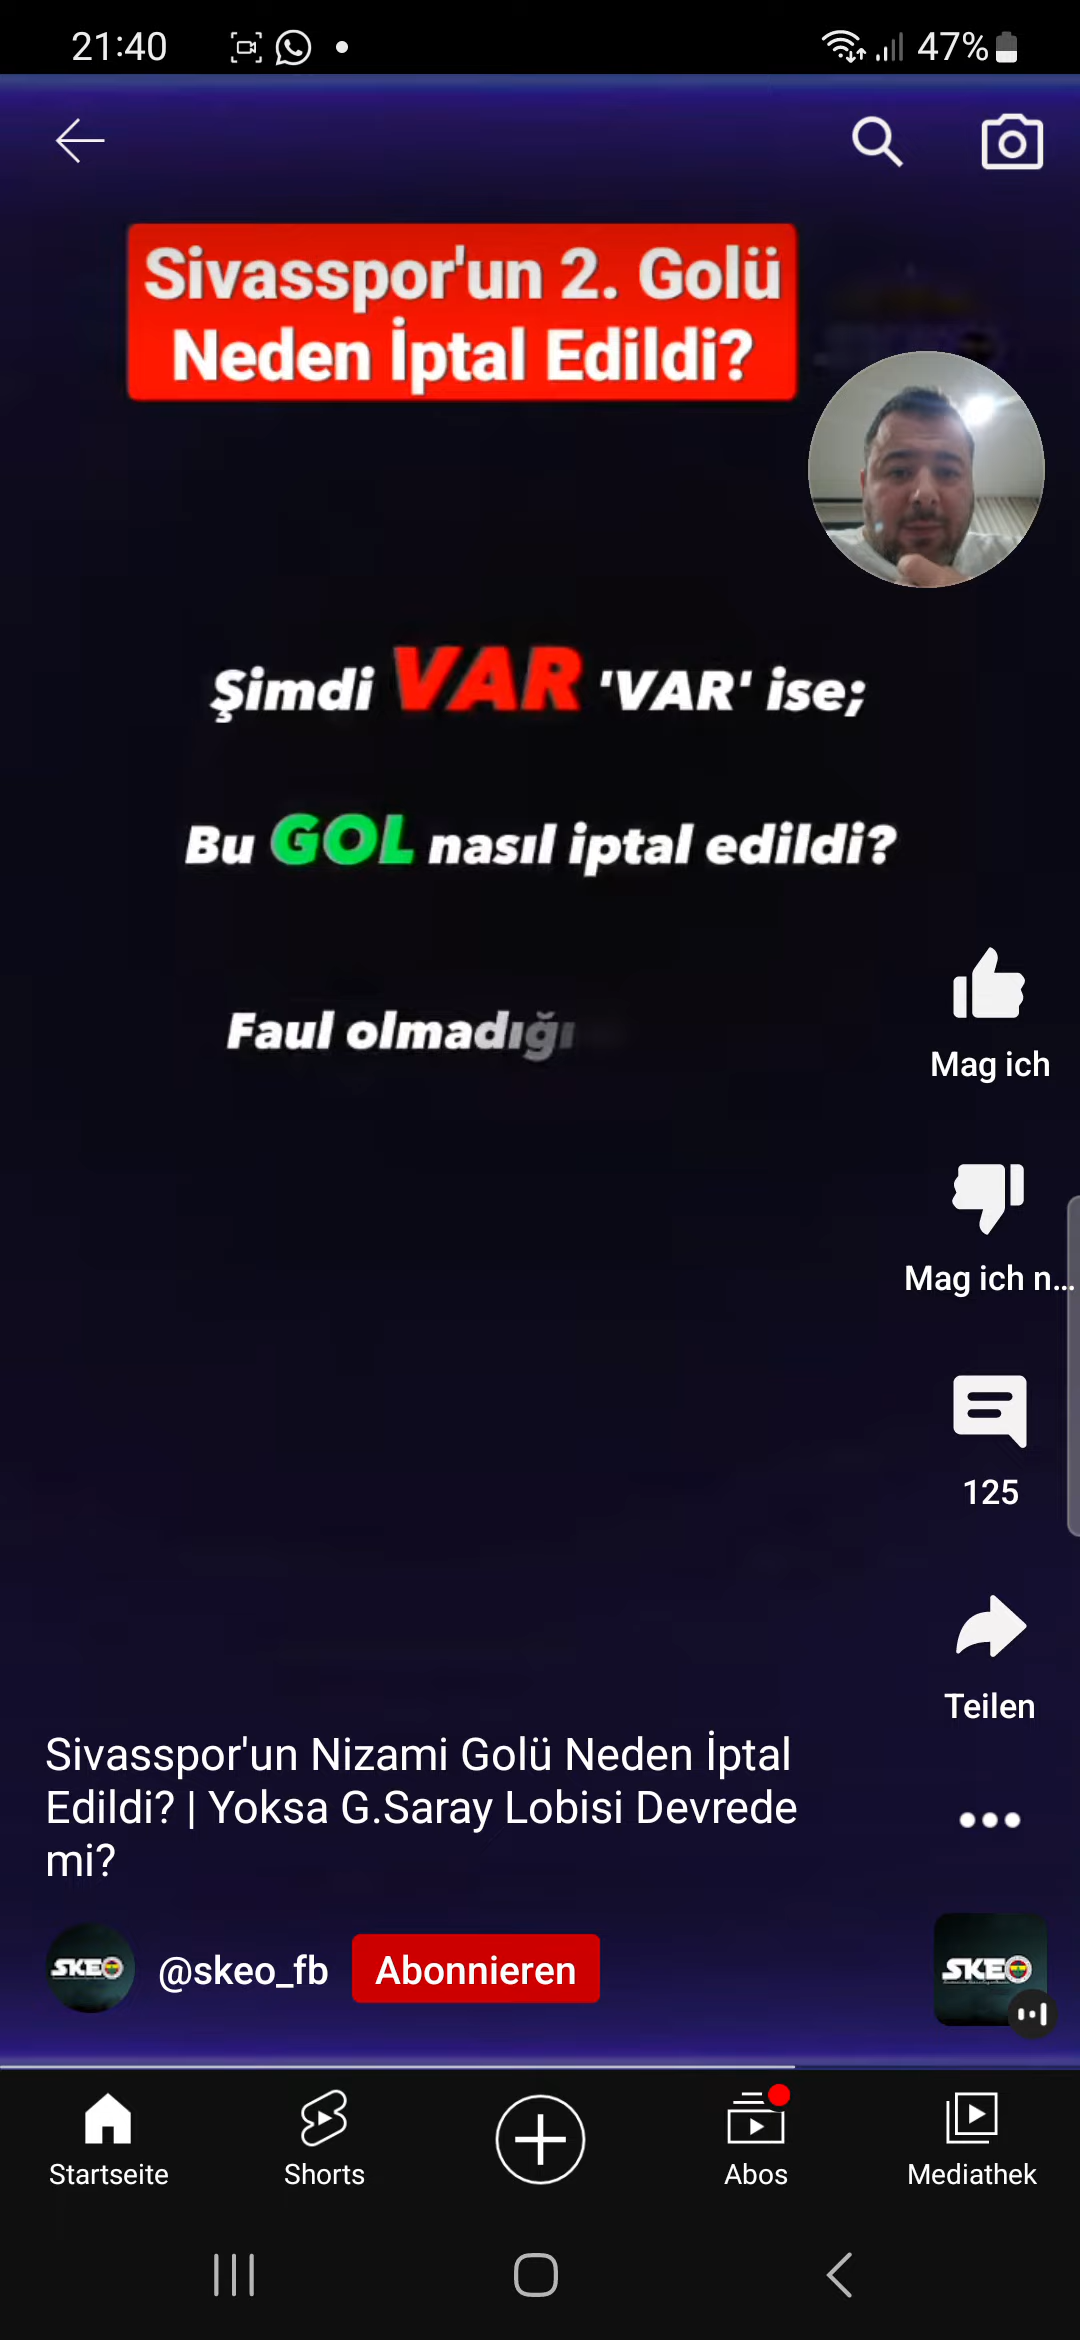 21:40
47%
Sivasspor'un 2. Golü
Neden İptal Edildi?
Şimdi VAR 'VAR' ise;
Bu GOL nasıl iptal edildi?
Faul olmadığı
Mag ich
Mag ich n...
125
Teilen
Sivasspor'un Nizami Golü Neden İptal
Edildi? | Yoksa G.Saray Lobisi Devrede
mi?
SKEO
@skeo_fb
Abonnieren
SKEO
Startseite
Shorts
Abos
Mediathek